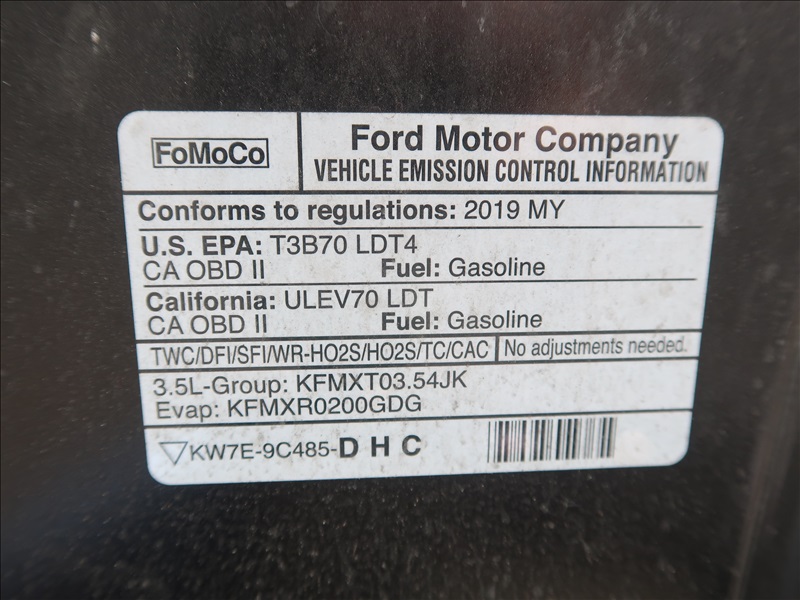 FoMoCo
Ford Motor Company
VEHICLE EMISSION CONTROL INFORMATION
Conforms to regulations: 2019 MY
U.S. EPA: T3B70 LDT4
CA OBD II Fuel: Gasoline
California: ULEV70 LDT
CA OBD II Fuel: Gasoline
TWC/DFI/SFI/WR-HO2S/HO2S/TC/CAC No adjustments needed.
3.5L-Group: KFMXT03.54JK
Evap: KFMXR0200GDG
KW7E-9C485-D H C